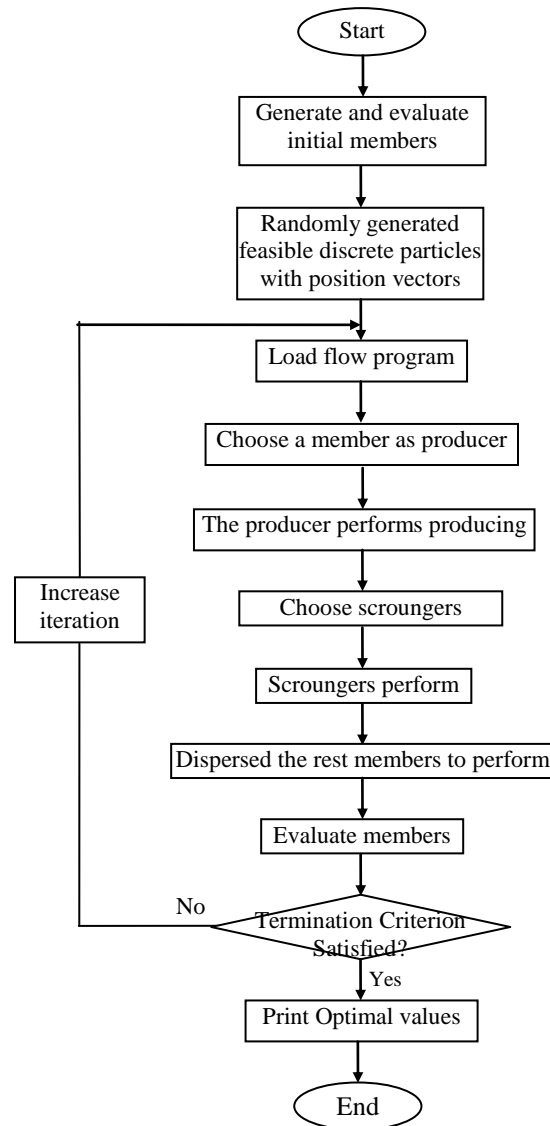 Start
Generate and evaluate
initial members
Randomly generated
feasible discrete particles
with position vectors
Load flow program
Choose a member as producer
The producer performs producing
Increase
iteration
Choose scroungers
Scroungers perform
Dispersed the rest members to perform
Evaluate members
No
Termination Criterion
Satisfied?
Yes
Print Optimal values
End